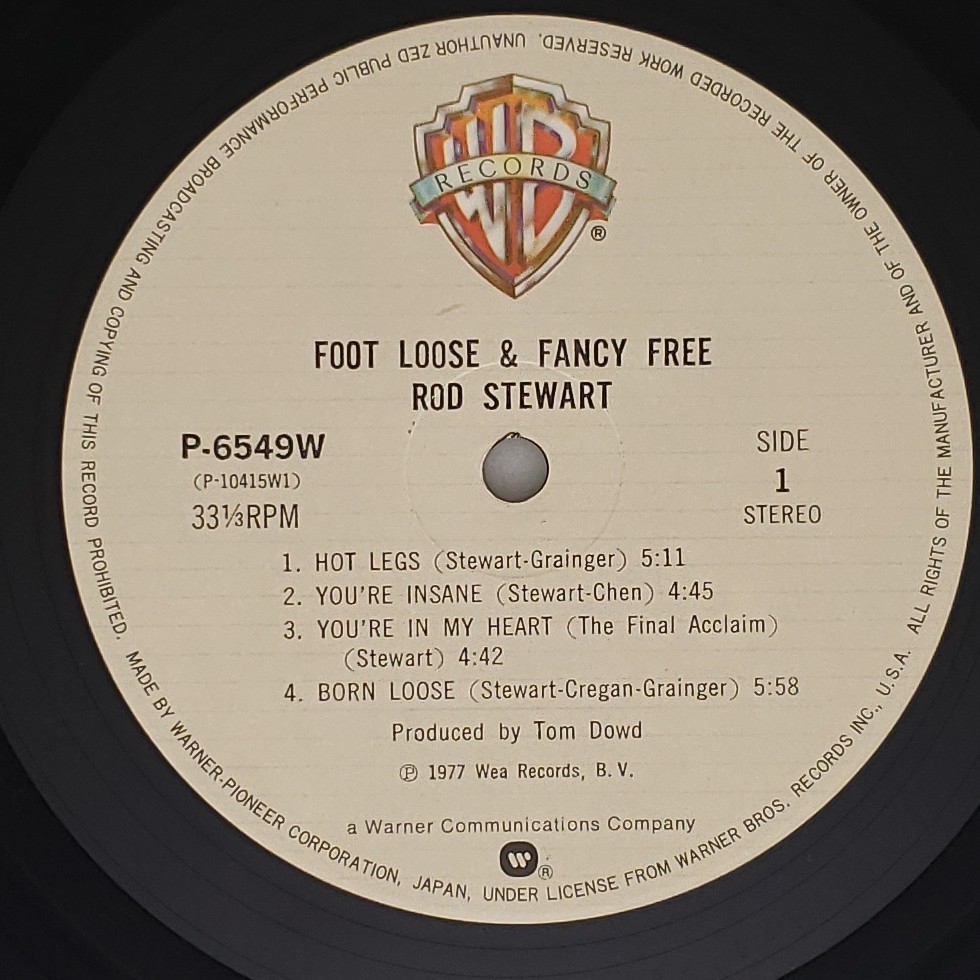 WB
RECORDS
®
FOOT LOOSE & FANCY FREE
ROD STEWART
P-6549W
(P-10415W1)
33⅓RPM
SIDE
1
STEREO
1. HOT LEGS (Stewart-Grainger) 5:11
2. YOU'RE INSANE (Stewart-Chen) 4:45
3. YOU'RE IN MY HEART (The Final Acclaim)
(Stewart) 4:42
4. BORN LOOSE (Stewart-Cregan-Grainger) 5:58
Produced by Tom Dowd
Ⓟ 1977 Wea Records, B.V.
a Warner Communications Company
®
ALL RIGHTS OF THE MANUFACTURER AND OF THE OWNER OF THE RECORDED WORK RESERVED. UNAUTHOR ZED PUBLIC PERFORMANCE BROADCASTING AND COPYING OF THIS RECORD PROHIBITED. MADE BY WARNER-PIONEER CORPORATION, JAPAN, UNDER LICENSE FROM WARNER BROS. RECORDS INC., U.S.A.